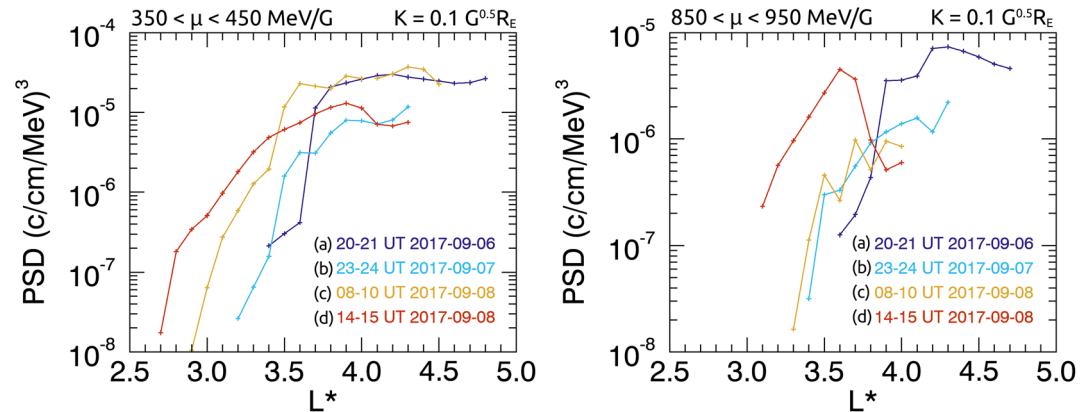 350 < μ < 450 MeV/G K = 0.1 G^0.5 R_E
10^-4
10^-5
10^-6
10^-7
10^-8
PSD (c/cm/MeV)^3
(a) 20-21 UT 2017-09-06
(b) 23-24 UT 2017-09-07
(c) 08-10 UT 2017-09-08
(d) 14-15 UT 2017-09-08
2.5 3.0 3.5 4.0 4.5 5.0
L*
850 < μ < 950 MeV/G K = 0.1 G^0.5 R_E
10^-5
10^-6
10^-7
10^-8
PSD (c/cm/MeV)^3
(a) 20-21 UT 2017-09-06
(b) 23-24 UT 2017-09-07
(c) 08-10 UT 2017-09-08
(d) 14-15 UT 2017-09-08
2.5 3.0 3.5 4.0 4.5 5.0
L*